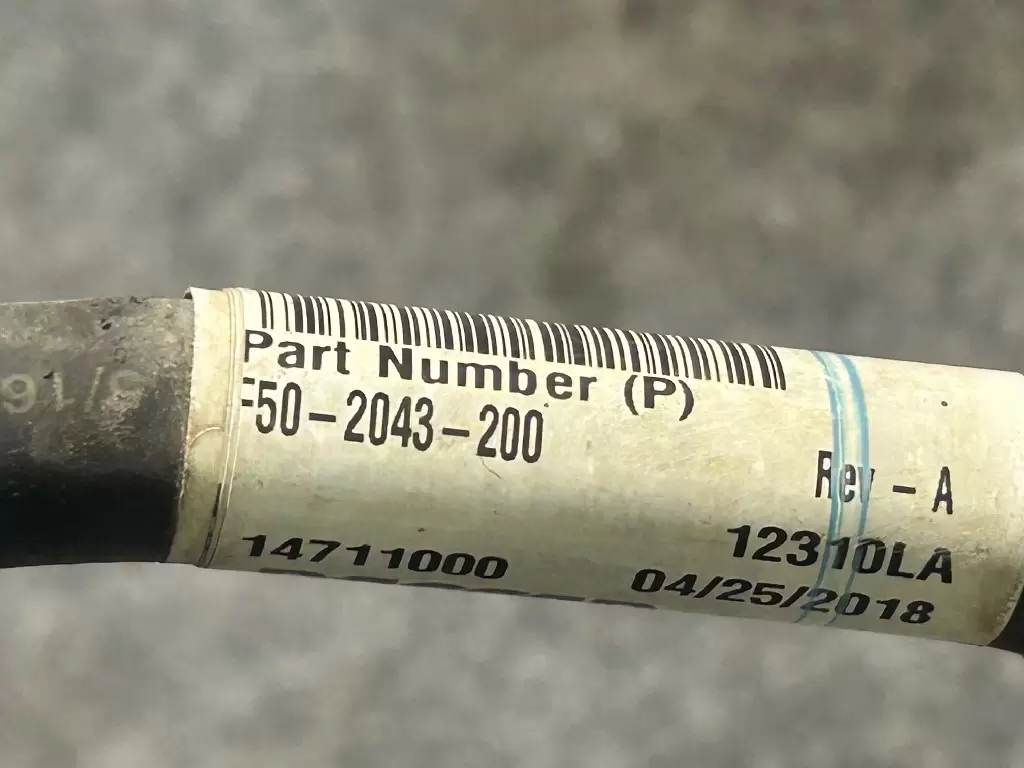 Part Number (P)
F50-2043-200
Rev - A
14711000
12310LA
04/25/2018